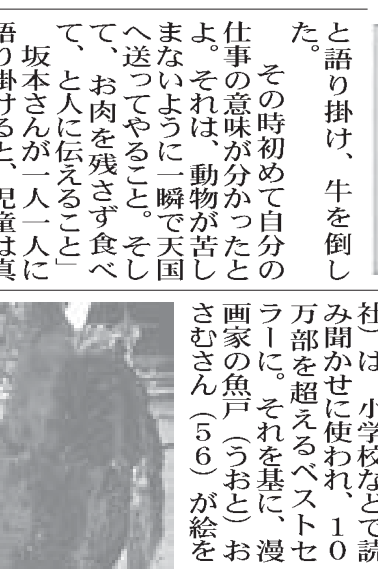 と語り掛け、牛を倒し
た。
　その時初めて自分の
仕事の意味が分かったと
よ。それは、動物が苦し
まないように一瞬で天国
へ送ってやること。そし
て、お肉を残さず食べ
て、と人に伝えること」
　坂本さんが一人一人に
語り掛けると、児童は真
社）は、小学校などで読
み聞かせに使われ、１０
万部を超えるベストセ
ラーに。それを基に、漫
画家の魚戸（うおと）お
さむさん（５６）が絵を